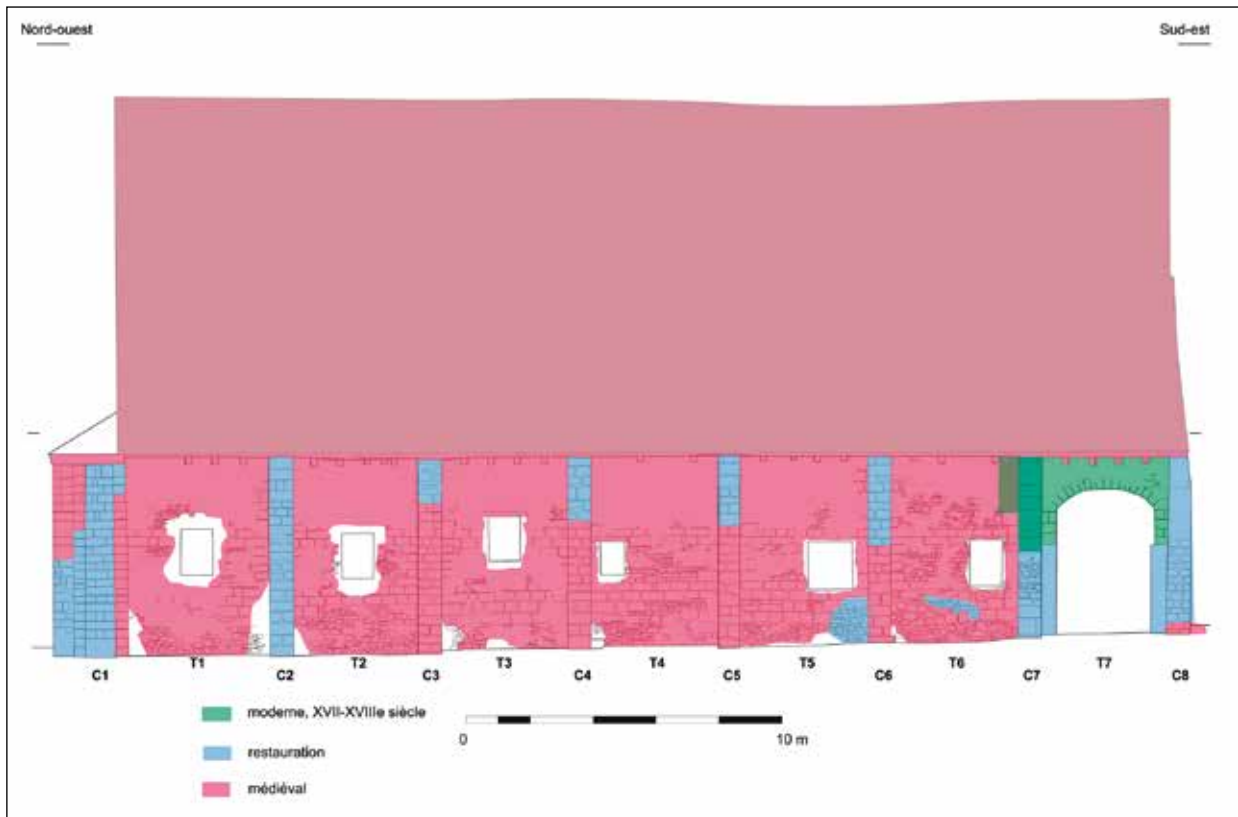 Nord-ouest
Sud-est
T1 T2 T3 T4 T5 T6 T7
C1 C2 C3 C4 C5 C6 C7 C8
moderne, XVII-XVIIIe siècle
0 10 m
restauration
médiéval